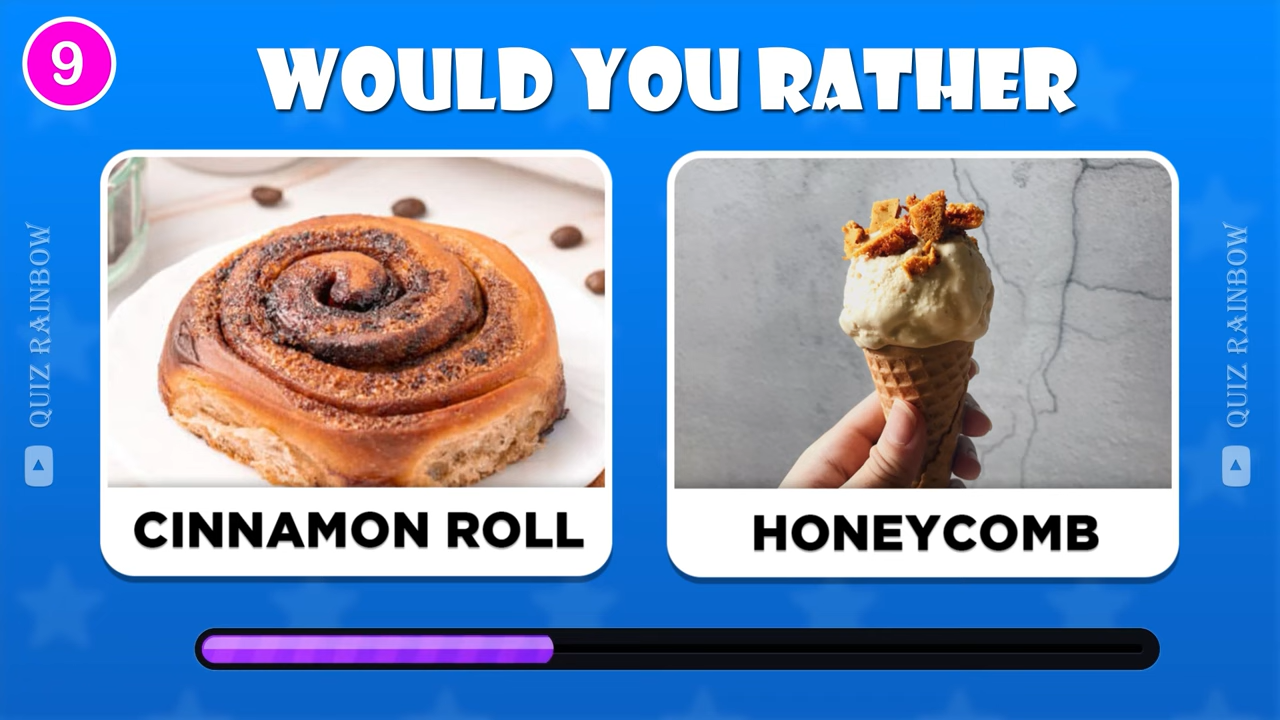 9
WOULD YOU RATHER
CINNAMON ROLL
HONEYCOMB
QUIZ RAINBOW
QUIZ RAINBOW